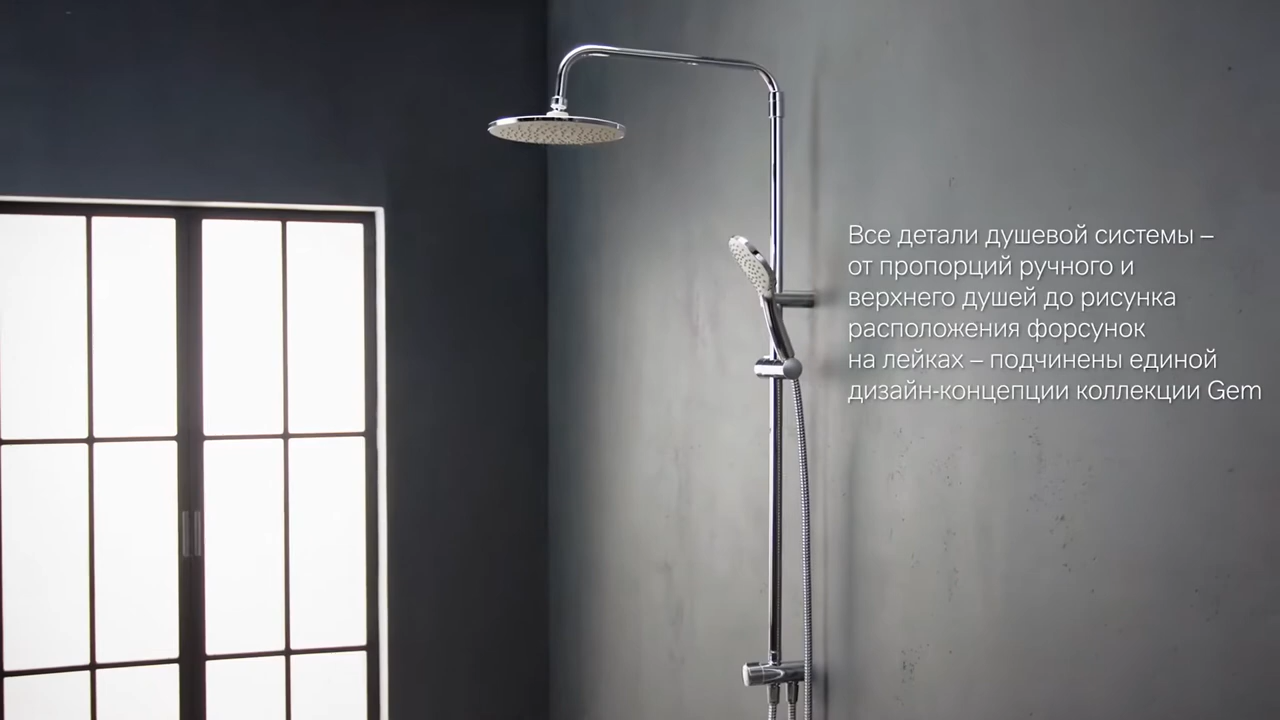 Все детали душевой системы –
от пропорций ручного и
верхнего душей до рисунка
расположения форсунок
на лейках – подчинены единой
дизайн-концепции коллекции Gem